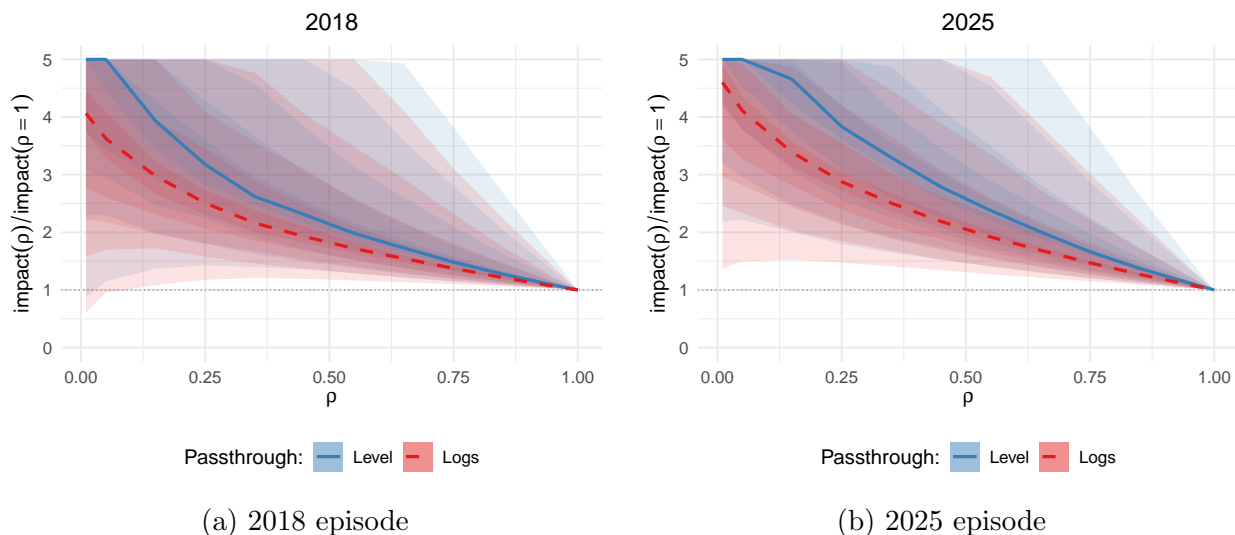 2018
5
4
3
2
1
0
impact(ρ)/impact(ρ = 1)
0.00 0.25 0.50 0.75 1.00
ρ
Passthrough: Level Logs
(a) 2018 episode
2025
5
4
3
2
1
0
impact(ρ)/impact(ρ = 1)
0.00 0.25 0.50 0.75 1.00
ρ
Passthrough: Level Logs
(b) 2025 episode